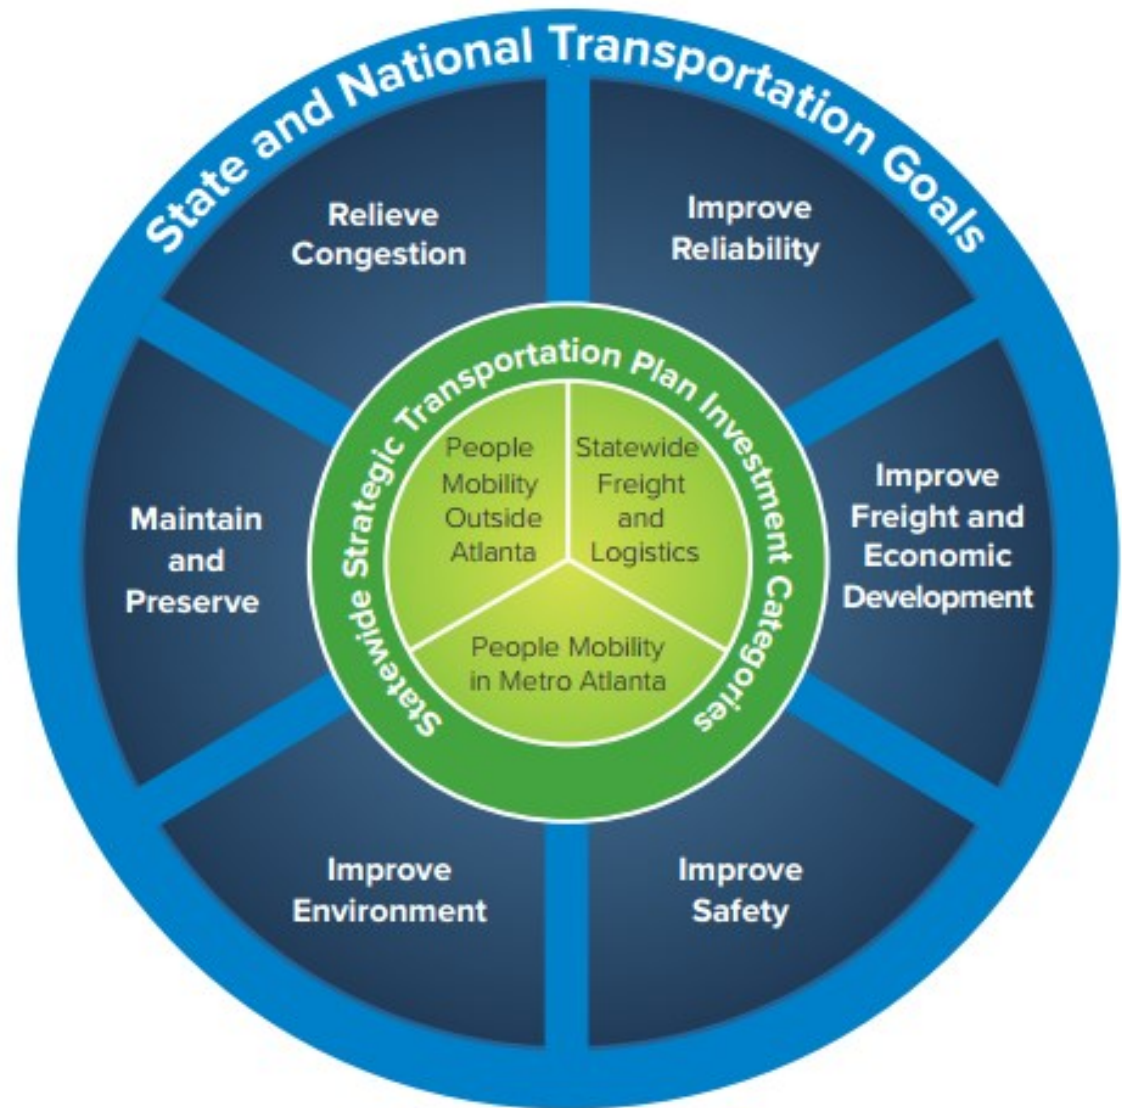 State and National Transportation Goals
Relieve
Congestion
Improve
Reliability
Improve
Freight and
Economic
Development
Improve
Safety
Improve
Environment
Maintain
and
Preserve
Statewide Strategic Transportation Plan Investment Categories
People
Mobility
Outside
Atlanta
Statewide
Freight
and
Logistics
People Mobility
in Metro Atlanta